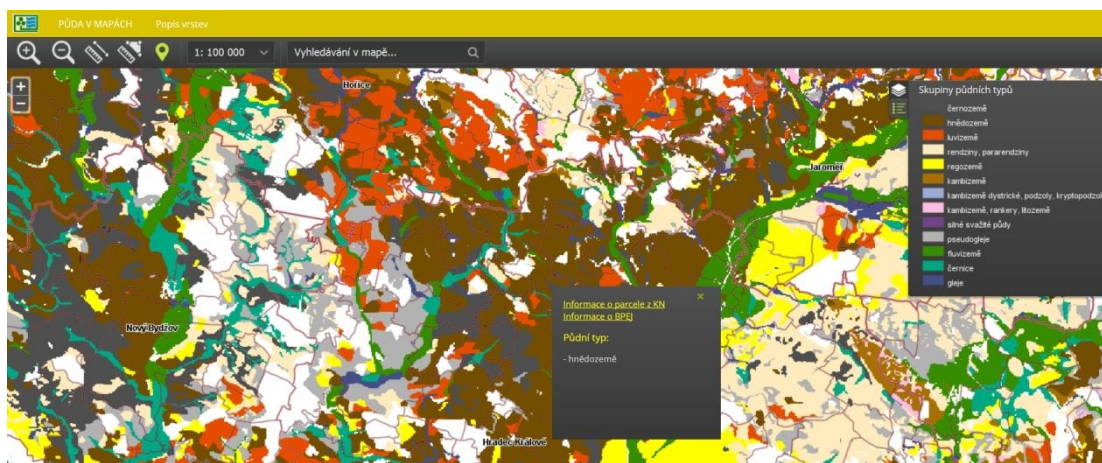 PŮDA V MAPÁCH Popis vrstev
1: 100 000 Vyhledávání v mapě...
+
−
Hořice
Jaroměř
Nový Bydžov
Hradec Králové
Skupiny půdních typů
černozemě
hnědozemě
luvizemě
rendziny, pararendziny
regozemě
kambizemě
kambizemě dystrické, podzoly, kryptopodzol
kambizemě, rankery, litozemě
silně svažité půdy
pseudogleje
fluvizemě
černice
gleje
Informace o parcele z KN
Informace o BPEJ
Půdní typ:
- hnědozemě